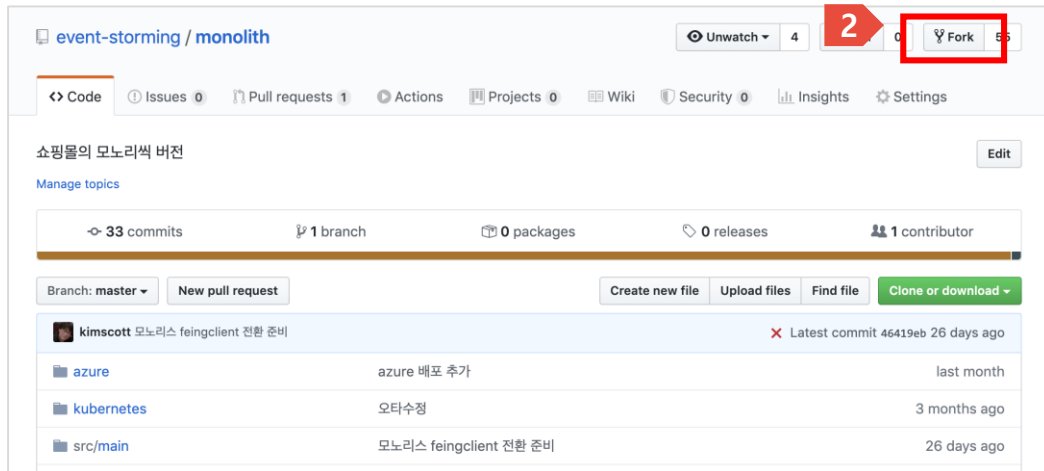 event-storming / monolith
Unwatch 4 2 0 Fork 55
Code Issues 0 Pull requests 1 Actions Projects 0 Wiki Security 0 Insights Settings
쇼핑몰의 모노리씩 버전 Edit
Manage topics
33 commits 1 branch 0 packages 0 releases 1 contributor
Branch: master New pull request Create new file Upload files Find file Clone or download
kimscott 모노리스 feingclient 전환 준비 Latest commit 46419eb 26 days ago
azure azure 배포 추가 last month
kubernetes 오타수정 3 months ago
src/main 모노리스 feingclient 전환 준비 26 days ago